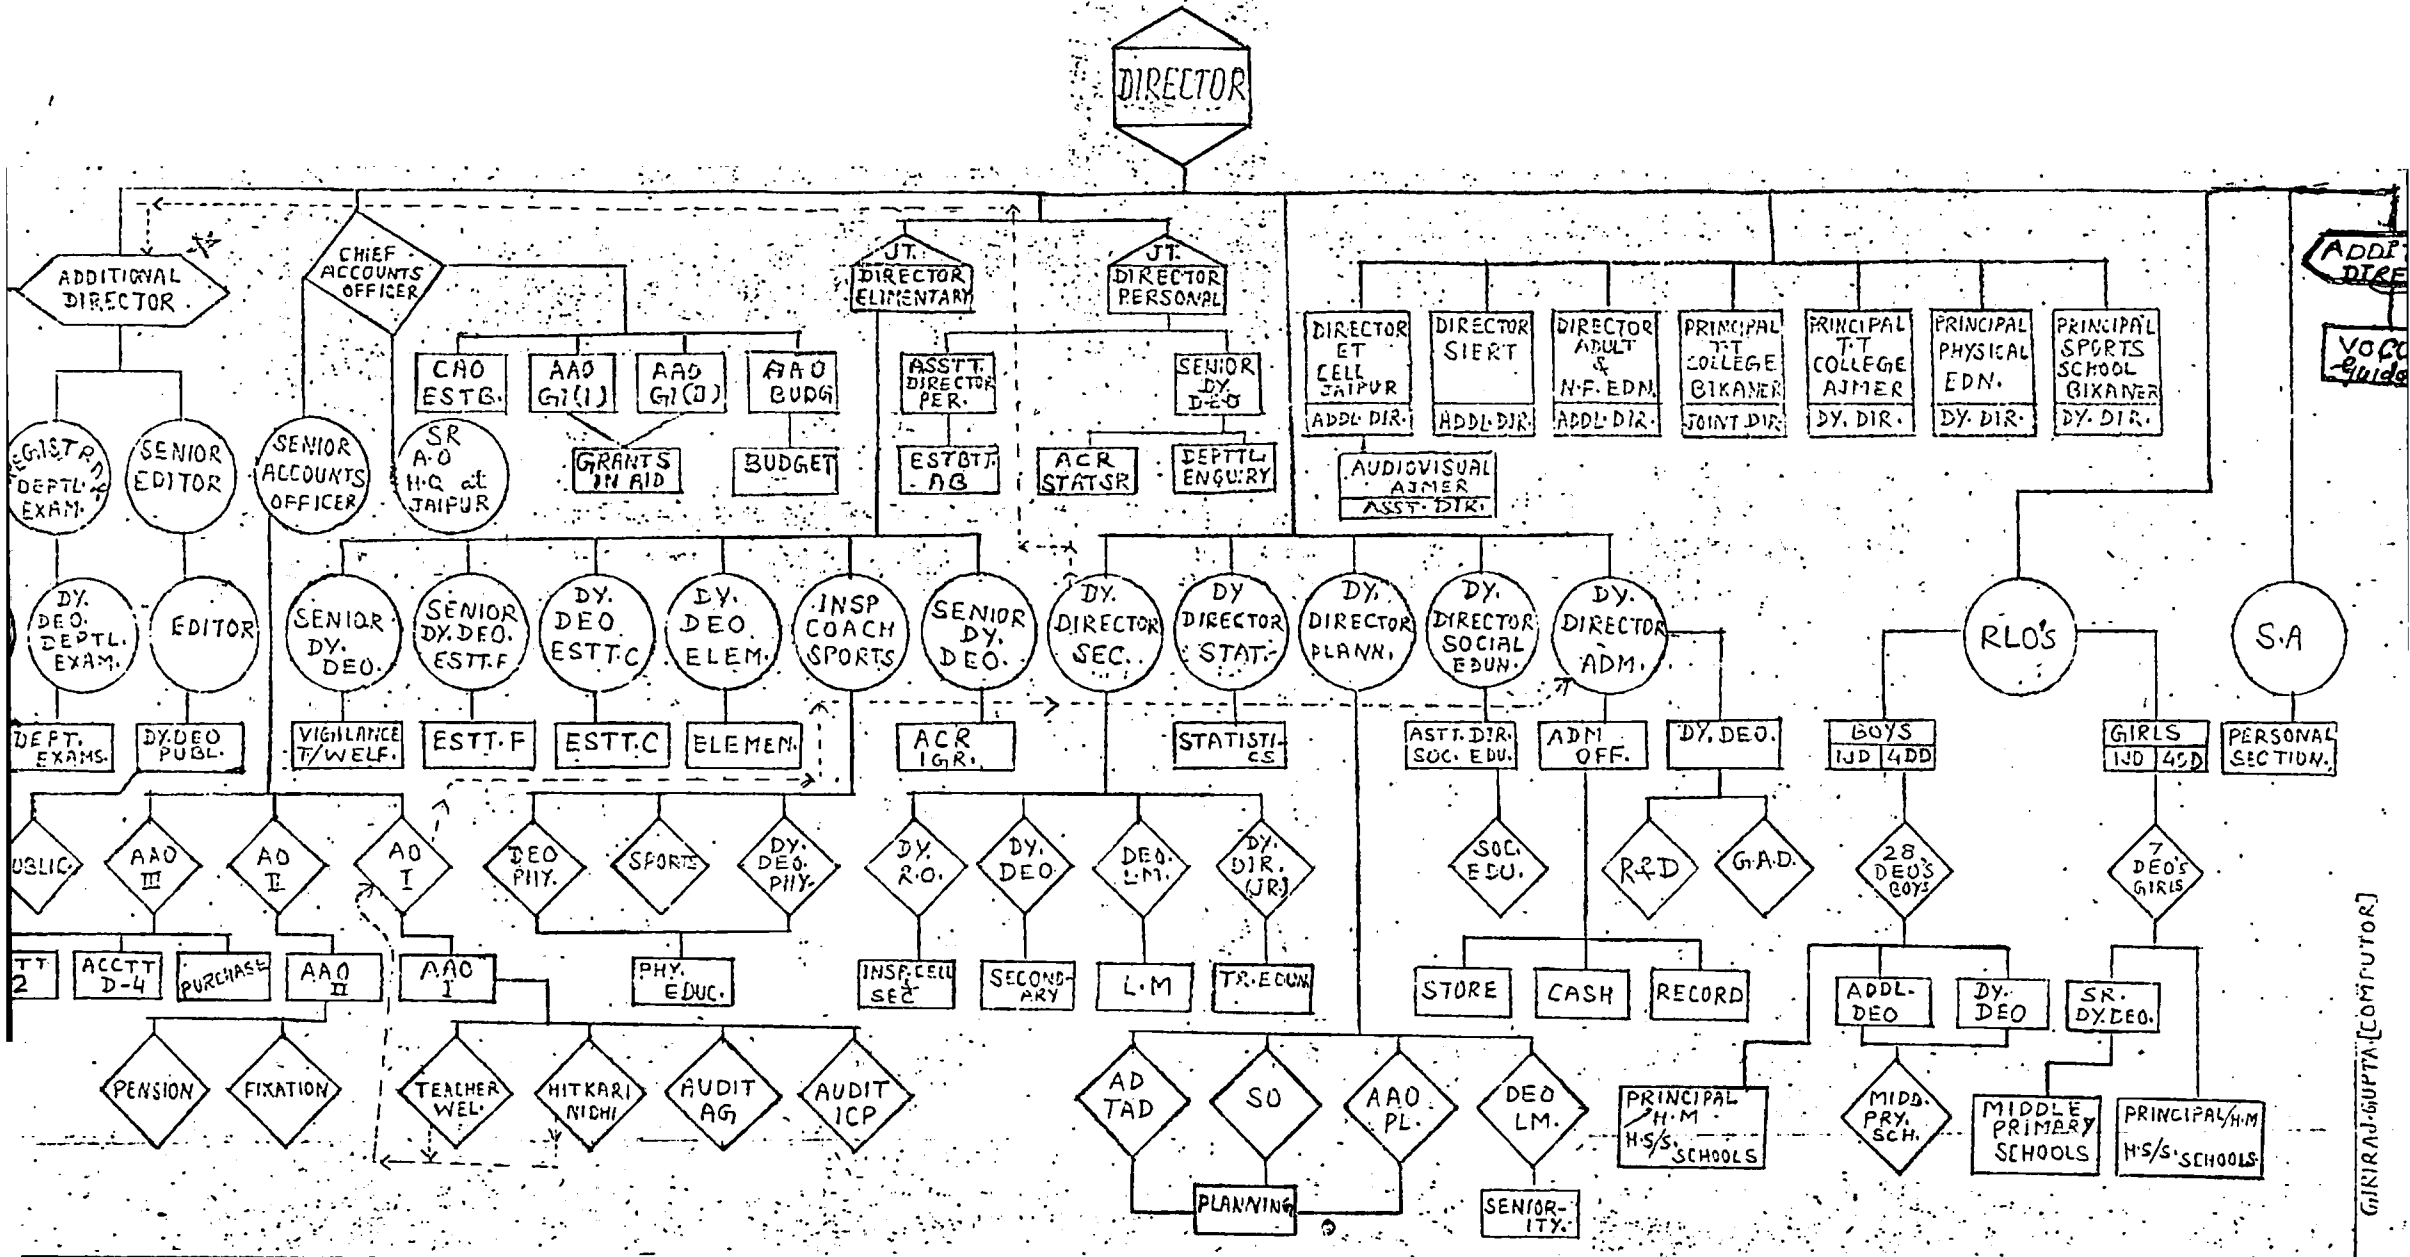 DIRECTOR
ADDITIONAL
DIRECTOR
CHIEF
ACCOUNTS
OFFICER
JT.
DIRECTOR
ELIMENTARY
JT.
DIRECTOR
PERSONAL
CAO
ESTB.
AAO
AAO
AAO
BUDG
GRANTS
IN AID
BUDGET
ASSTT.
DIRECTOR
PER.
SENIOR
DY.
DEO
ESTBTT.
AB
ACR
STATSR
DEPTTL
ENQUIRY
DIRECTOR
ET
CELL
JAIPUR
ADDL DIR.
DIRECTOR
SIERT
ADDL.DIR.
DIRECTOR
ADULT
&
N.F. EDN.
ADDL.DIR.
PRINCIPAL
T.T
COLLEGE
BIKANER
JOINT DIR.
PRINCIPAL
T.T
COLLEGE
AJMER
DY. DIR.
PRINCIPAL
PHYSICAL
EDN.
DY. DIR.
PRINCIPAL
SPORTS
SCHOOL
BIKANER
DY. DIR.
AUDIOVISUAL
AJMER
ASST. DIR.
DEPTL.
EXAM.
SENIOR
EDITOR
SENIOR
ACCOUNTS
OFFICER
SR
A.O
H.Q at
JAIPUR
DY.
DEO.
DEPTL.
EXAM.
EDITOR
SENIOR
DY.
DEO.
SENIOR
DY. DEO.
ESTT.F
DY.
DEO
ESTT.C
DY.
DEO.
ELEM.
INSP
COACH
SPORTS
SENIOR
DY.
DEO.
DY.
DIRECTOR
SEC.
DY
DIRECTOR
STAT.
DY.
DIRECTOR
PLANN.
DY.
DIRECTOR
SOCIAL
EDUN.
DY.
DIRECTOR
ADM.
RLO'S
S.A
DEPT.
EXAMS.
DY.DEO
PUBL.
VIGILANCE
T/WELF.
ESTT.F
ESTT.C
ELEMEN.
ACR
IGR.
STATISTI-
CS
ASTT. DIR.
SOC. EDU.
ADM
OFF.
DY. DEO.
BOYS
1JD 4DD
GIRLS
1JD
PERSONAL
SECTION.
AAO
III
AO
II
AO
I
DEO
PHY.
SPORTS
DY.
DEO.
PHY.
DY.
R.O.
DY.
DEO
DEO.
L.M.
DY.
DIR.
(JR.)
SOC.
EDU.
R&D
G.A.D.
28
DEO'S
BOYS
7
DEO'S
GIRLS
ACCTT
D-4
PURCHASE
AAO
II
AAO
I
PHY.
EDUC.
INSP.CELL
SEC
SECOND-
ARY
L.M
TR.EDUN.
STORE
CASH
RECORD
ADDL.
DEO
DY.
DEO
SR.
DY.DEO.
PENSION
FIXATION
TEACHER
WEL.
HITKARI
NIDHI
AUDIT
AG
AUDIT
ICP
AD
TAD
SO
AAO
PL.
DEO
LM.
PRINCIPAL
/H.M
H.S/S. SCHOOLS
MIDD.
PRY.
SCH.
MIDDLE
PRIMARY
SCHOOLS
PRINCIPAL/H.M
H.S/S. SCHOOLS
PLANNING
SENIOR-
ITY.
GIRIRAJ.GUPTA.[COMPUTOR]